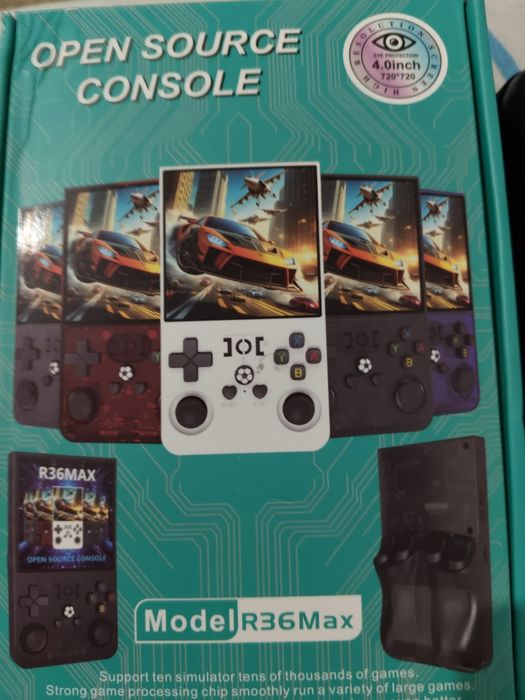 OPEN SOURCE
CONSOLE
RESOLUTION SCREEN HIGH
EYE PROTECTION
4.0inch
720*720
X
Y
A
B
Y
B
R36MAX
OPEN SOURCE CONSOLE
Model R36Max
Support ten simulator tens of thousands of games.
Strong game processing chip smoothly run a variety of large games.
better